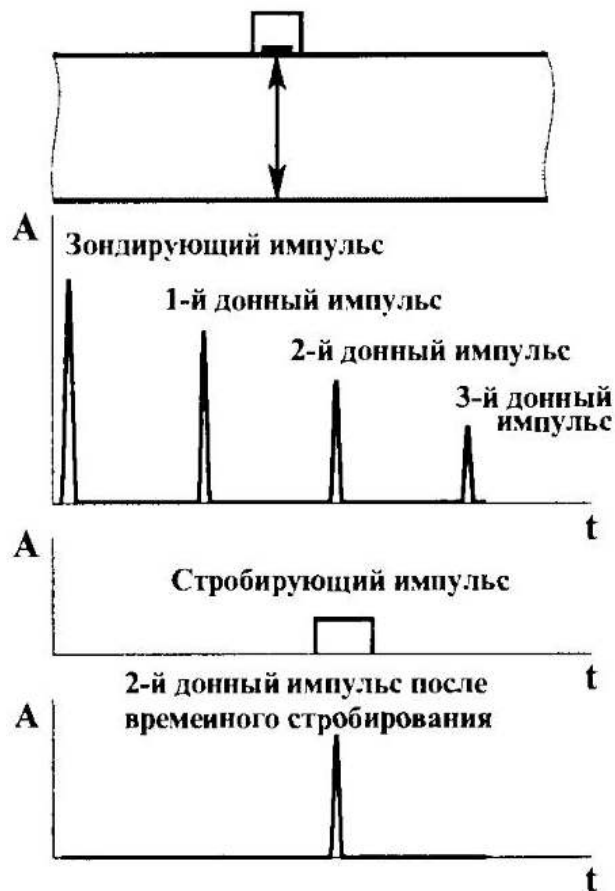 A
Зондирующий импульс
1-й донный импульс
2-й донный импульс
3-й донный
импульс
t
A
Стробирующий импульс
t
2-й донный импульс после
A
временного стробирования
t